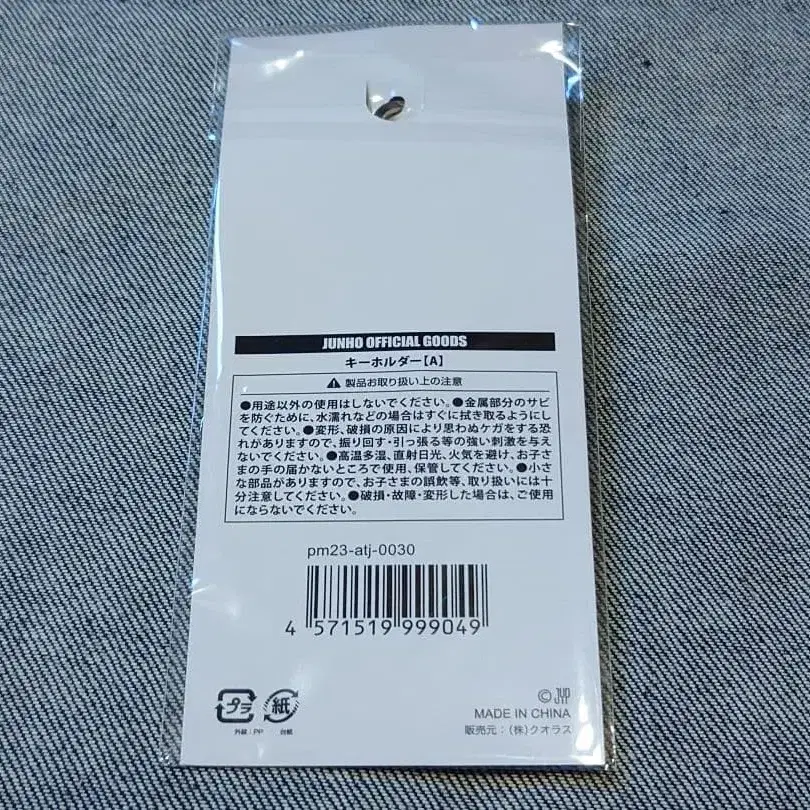 JUNHO OFFICIAL GOODS
キーホルダー【A】
⚠ 製品お取り扱い上の注意
●用途以外の使用はしないでください。●金属部分のサビ
を防ぐために、水濡れなどの場合はすぐに拭き取るようにし
てください。●変形、破損の原因により思わぬケガをする恐
れがありますので、振り回す・引っ張る等の強い刺激を与え
ないでください。●高温多湿、直射日光、火気を避け、お子さ
まの手の届かないところで使用、保管してください。●小さ
な部品がありますので、お子さまの誤飲等、取り扱いには十
分注意してください。●破損・故障・変形した場合は、ご使用
にならないでください。
pm23-atj-0030
4 571519 999049
プラ 紙
外装:PP 台紙
© JYP
MADE IN CHINA
販売元:(株)クオラス